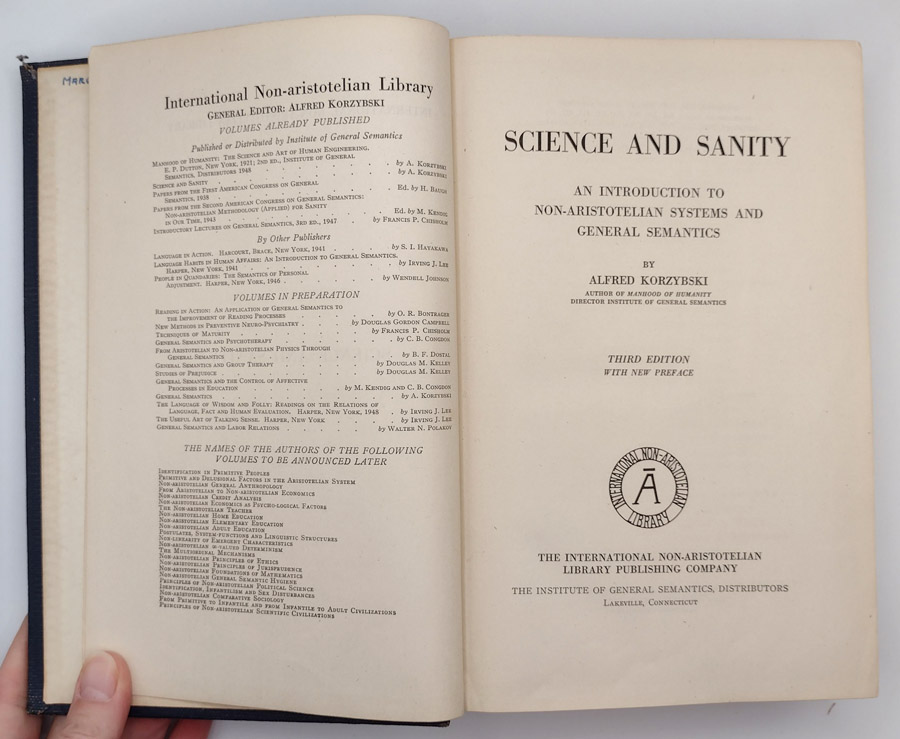 MAR
International Non-aristotelian Library
GENERAL EDITOR: ALFRED KORZYBSKI
VOLUMES ALREADY PUBLISHED
Published or Distributed by Institute of General Semantics
MANHOOD OF HUMANITY: THE SCIENCE AND ART OF HUMAN ENGINEERING.
E. P. DUTTON, NEW YORK, 1921; 2ND ED., INSTITUTE OF GENERAL
SEMANTICS, DISTRIBUTORS 1948 . . . . . . . by A. KORZYBSKI
SCIENCE AND SANITY . . . . . . . . by A. KORZYBSKI
PAPERS FROM THE FIRST AMERICAN CONGRESS ON GENERAL
SEMANTICS, 1938 . . . . . . . . Ed. by H. BAUGH
PAPERS FROM THE SECOND AMERICAN CONGRESS ON GENERAL SEMANTICS:
NON-ARISTOTELIAN METHODOLOGY (APPLIED) FOR SANITY
IN OUR TIME, 1943 . . . . . . . . Ed. by M. KENDIG
INTRODUCTORY LECTURES ON GENERAL SEMANTICS, 3RD ED., 1947 . . by FRANCIS P. CHISHOLM
By Other Publishers
LANGUAGE IN ACTION. HARCOURT, BRACE, NEW YORK, 1941 . . . . by S. I. HAYAKAWA
LANGUAGE HABITS IN HUMAN AFFAIRS: AN INTRODUCTION TO GENERAL SEMANTICS.
HARPER, NEW YORK, 1941 . . . . . . . by IRVING J. LEE
PEOPLE IN QUANDARIES: THE SEMANTICS OF PERSONAL
ADJUSTMENT. HARPER, NEW YORK, 1946 . . . . . by WENDELL JOHNSON
VOLUMES IN PREPARATION
READING IN ACTION: AN APPLICATION OF GENERAL SEMANTICS TO
THE IMPROVEMENT OF READING PROCESSES . . . . . by O. R. BONTRAGER
NEW METHODS IN PREVENTIVE NEURO-PSYCHIATRY . . . by DOUGLAS GORDON CAMPBELL
TECHNIQUES OF MATURITY . . . . . . . by FRANCIS P. CHISHOLM
GENERAL SEMANTICS AND PSYCHOTHERAPY . . . . . . by C. B. CONGDON
FROM ARISTOTELIAN TO NON-ARISTOTELIAN PHYSICS THROUGH
GENERAL SEMANTICS . . . . . . . . by B. F. DOSTAL
GENERAL SEMANTICS AND GROUP THERAPY . . . . . by DOUGLAS M. KELLEY
STUDIES OF PREJUDICE . . . . . . . by DOUGLAS M. KELLEY
GENERAL SEMANTICS AND THE CONTROL OF AFFECTIVE
PROCESSES IN EDUCATION . . . . . . by M. KENDIG AND C. B. CONGDON
GENERAL SEMANTICS . . . . . . . . by A. KORZYBSKI
THE LANGUAGE OF WISDOM AND FOLLY: READINGS ON THE RELATIONS OF
LANGUAGE, FACT AND HUMAN EVALUATION. HARPER, NEW YORK, 1948 . by IRVING J. LEE
THE USEFUL ART OF TALKING SENSE. HARPER, NEW YORK . . . . by IRVING J. LEE
GENERAL SEMANTICS AND LABOR RELATIONS . . . . . by WALTER N. POLAKOV
THE NAMES OF THE AUTHORS OF THE FOLLOWING
VOLUMES TO BE ANNOUNCED LATER
IDENTIFICATION IN PRIMITIVE PEOPLES
PRIMITIVE AND DELUSIONAL FACTORS IN THE ARISTOTELIAN SYSTEM
NON-ARISTOTELIAN GENERAL ANTHROPOLOGY
FROM ARISTOTELIAN TO NON-ARISTOTELIAN ECONOMICS
NON-ARISTOTELIAN CREDIT ANALYSIS
NON-ARISTOTELIAN ECONOMICS AS PSYCHO-LOGICAL FACTORS
THE NON-ARISTOTELIAN TEACHER
NON-ARISTOTELIAN HOME EDUCATION
NON-ARISTOTELIAN ELEMENTARY EDUCATION
NON-ARISTOTELIAN ADULT EDUCATION
POSTULATES, SYSTEM-FUNCTIONS AND LINGUISTIC STRUCTURES
NON-LINEARITY OF EMERGENT CHARACTERISTICS
NON-ARISTOTELIAN ∞-VALUED DETERMINISM
THE MULTIORDINAL MECHANISMS
NON-ARISTOTELIAN PRINCIPLES OF ETHICS
NON-ARISTOTELIAN PRINCIPLES OF JURISPRUDENCE
NON-ARISTOTELIAN FOUNDATIONS OF MATHEMATICS
NON-ARISTOTELIAN GENERAL SEMANTIC HYGIENE
PRINCIPLES OF NON-ARISTOTELIAN POLITICAL SCIENCE
IDENTIFICATION, INFANTILISM AND SEX DISTURBANCES
NON-ARISTOTELIAN COMPARATIVE SOCIOLOGY
FROM PRIMITIVE TO INFANTILE AND FROM INFANTILE TO ADULT CIVILIZATIONS
PRINCIPLES OF NON-ARISTOTELIAN SCIENTIFIC CIVILIZATIONS
SCIENCE AND SANITY
AN INTRODUCTION TO
NON-ARISTOTELIAN SYSTEMS AND
GENERAL SEMANTICS
BY
ALFRED KORZYBSKI
AUTHOR OF MANHOOD OF HUMANITY
DIRECTOR INSTITUTE OF GENERAL SEMANTICS
THIRD EDITION
WITH NEW PREFACE
INTERNATIONAL NON-ARISTOTELIAN
LIBRARY
Ā
THE INTERNATIONAL NON-ARISTOTELIAN
LIBRARY PUBLISHING COMPANY
THE INSTITUTE OF GENERAL SEMANTICS, DISTRIBUTORS
LAKEVILLE, CONNECTICUT